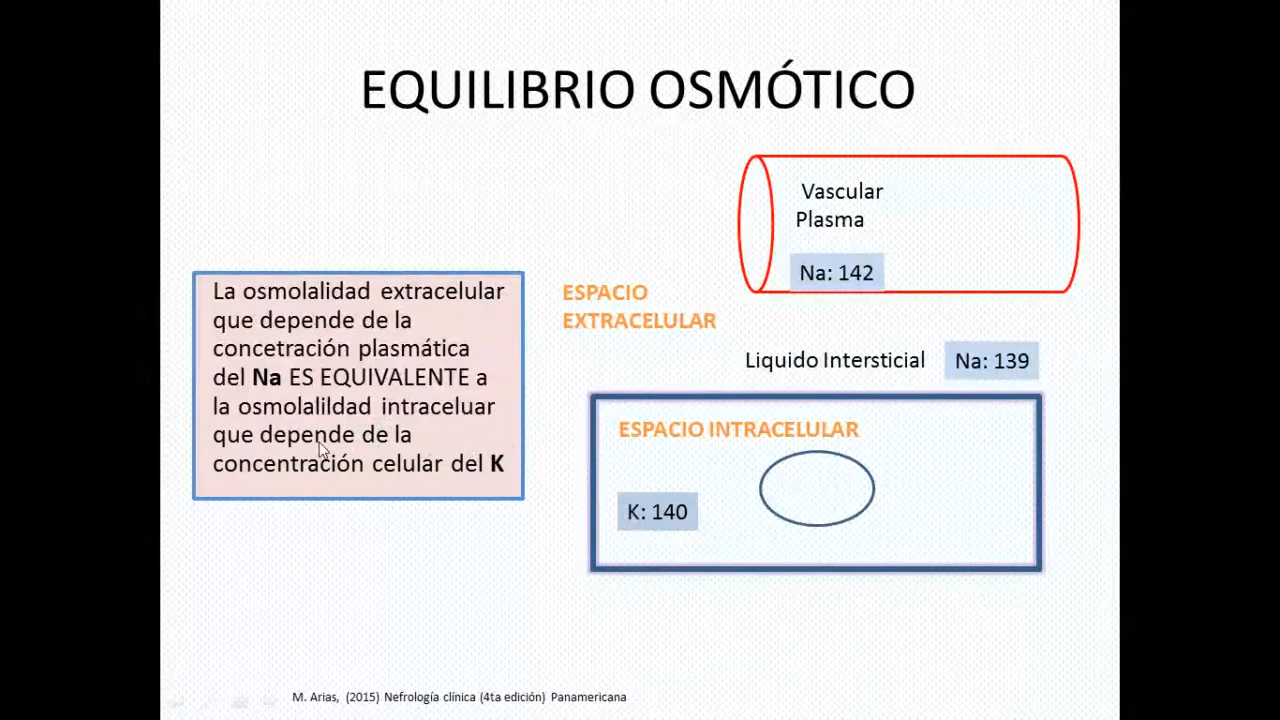 EQUILIBRIO OSMÓTICO
Vascular
Plasma
Na: 142
La osmolalidad extracelular
que depende de la
concetración plasmática
del Na ES EQUIVALENTE a
la osmolalildad intraceluar
que depende de la
concentración celular del K
ESPACIO
EXTRACELULAR
Liquido Intersticial
Na: 139
ESPACIO INTRACELULAR
K: 140
M. Arias, (2015) Nefrología clínica (4ta edición) Panamericana